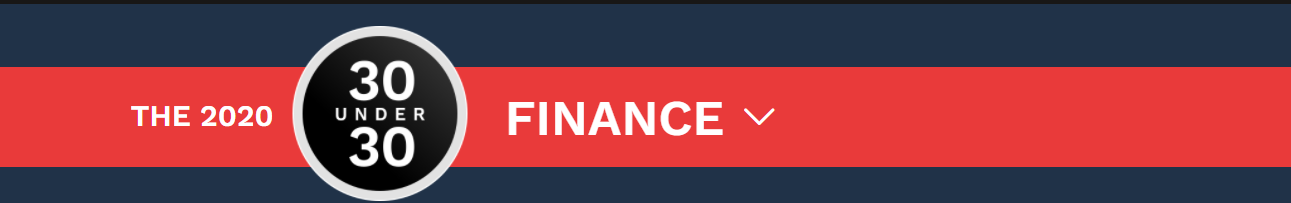 THE 2020
30
UNDER
30
FINANCE